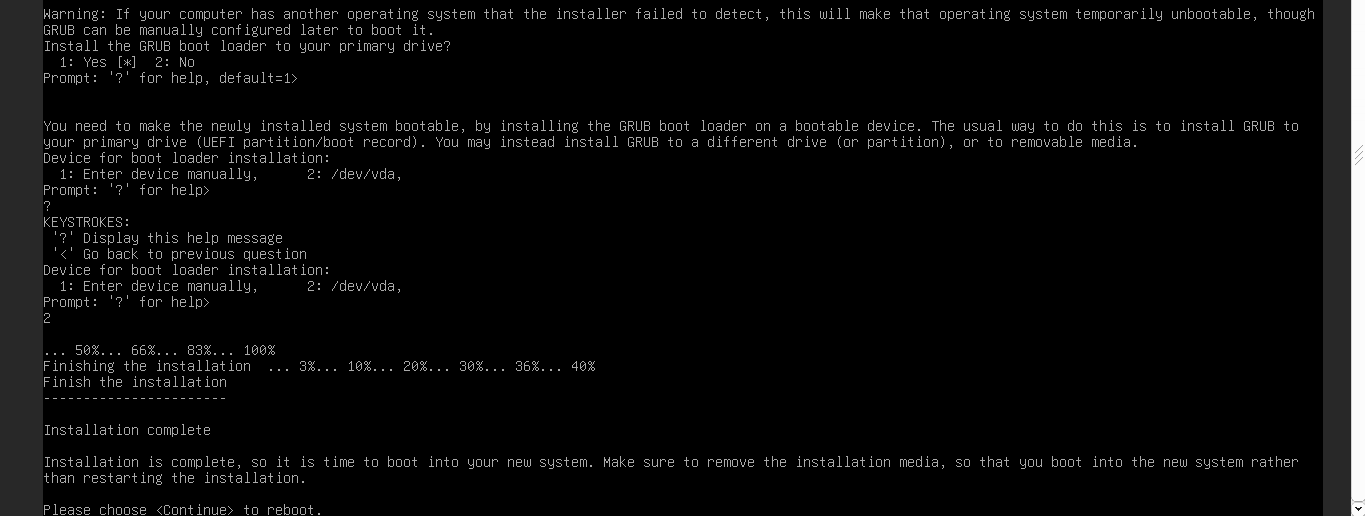 Warning: If your computer has another operating system that the installer failed to detect, this will make that operating system temporarily unbootable, though
GRUB can be manually configured later to boot it.
Install the GRUB boot loader to your primary drive?
  1: Yes [*]  2: No
Prompt: '?' for help, default=1>
You need to make the newly installed system bootable, by installing the GRUB boot loader on a bootable device. The usual way to do this is to install GRUB to
your primary drive (UEFI partition/boot record). You may instead install GRUB to a different drive (or partition), or to removable media.
Device for boot loader installation:
  1: Enter device manually,      2: /dev/vda,
Prompt: '?' for help>
?
KEYSTROKES:
 '?' Display this help message
 '<' Go back to previous question
Device for boot loader installation:
  1: Enter device manually,      2: /dev/vda,
Prompt: '?' for help>
2
... 50%... 66%... 83%... 100%
Finishing the installation  ... 3%... 10%... 20%... 30%... 36%... 40%
Finish the installation
-----------------------
Installation complete
Installation is complete, so it is time to boot into your new system. Make sure to remove the installation media, so that you boot into the new system rather
than restarting the installation.
Please choose <Continue> to reboot.